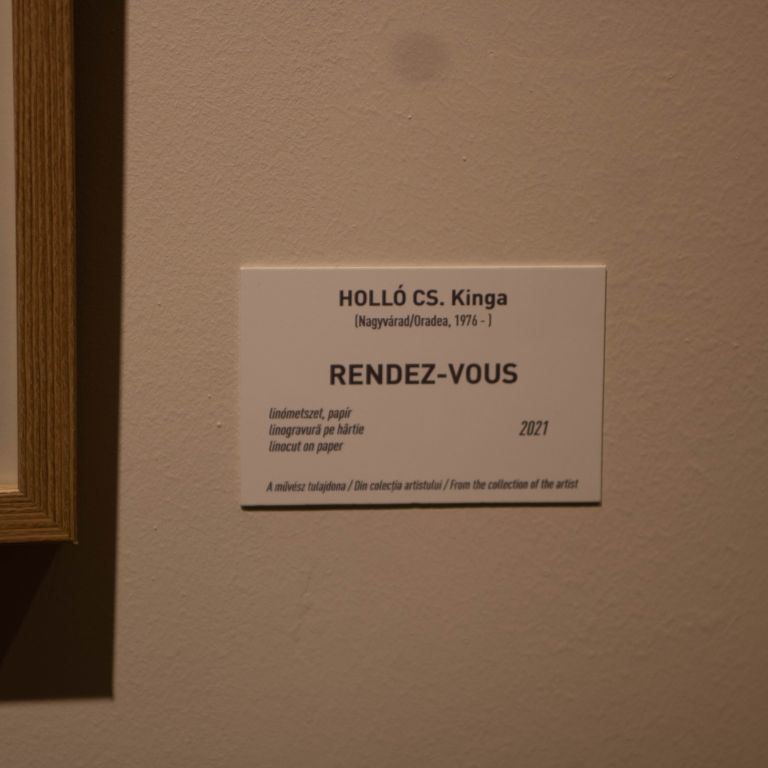 HOLLÓ CS. Kinga
(Nagyvárad/Oradea, 1976 - )
RENDEZ-VOUS
linómetszet, papír
linogravură pe hârtie
linocut on paper
2021
A művész tulajdona / Din colecția artistului / From the collection of the artist